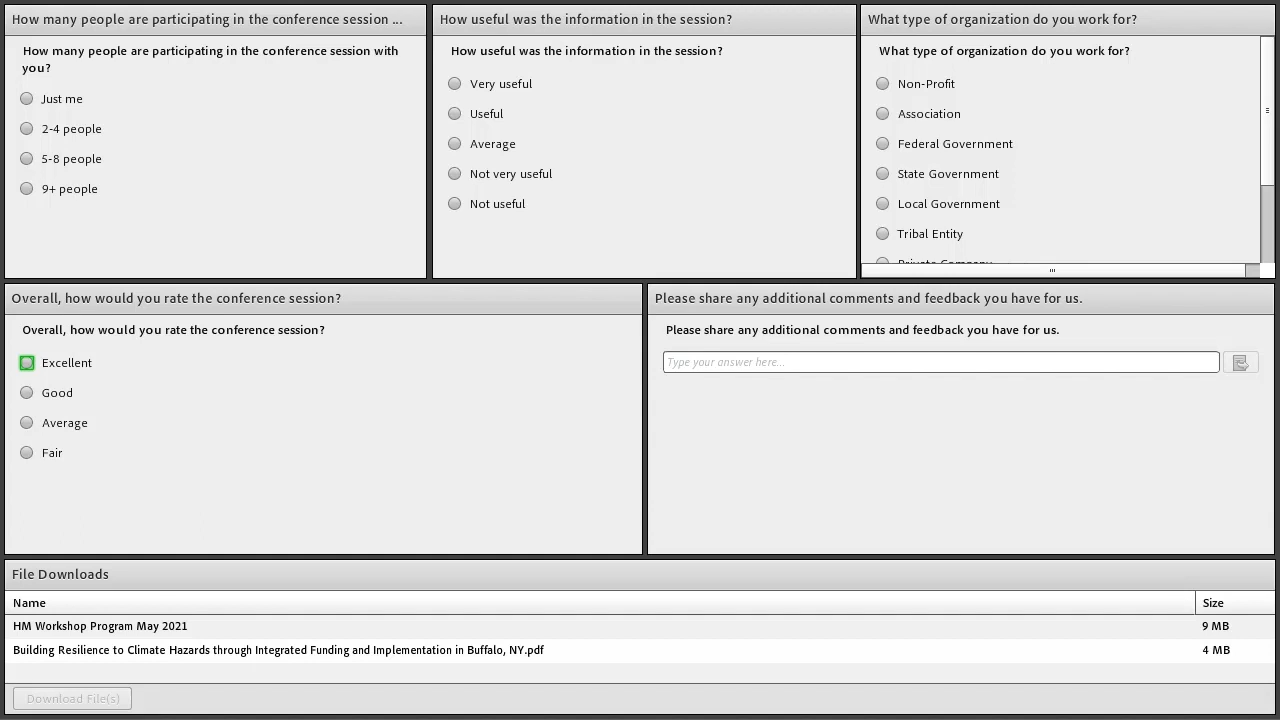 How many people are participating in the conference session ...
How many people are participating in the conference session with
you?
Just me
2-4 people
5-8 people
9+ people
How useful was the information in the session?
How useful was the information in the session?
Very useful
Useful
Average
Not very useful
Not useful
What type of organization do you work for?
What type of organization do you work for?
Non-Profit
Association
Federal Government
State Government
Local Government
Tribal Entity
Private Company
Overall, how would you rate the conference session?
Overall, how would you rate the conference session?
Excellent
Good
Average
Fair
Please share any additional comments and feedback you have for us.
Please share any additional comments and feedback you have for us.
Type your answer here...
File Downloads
Name Size
HM Workshop Program May 2021 9 MB
Building Resilience to Climate Hazards through Integrated Funding and Implementation in Buffalo, NY.pdf 4 MB
Download File(s)